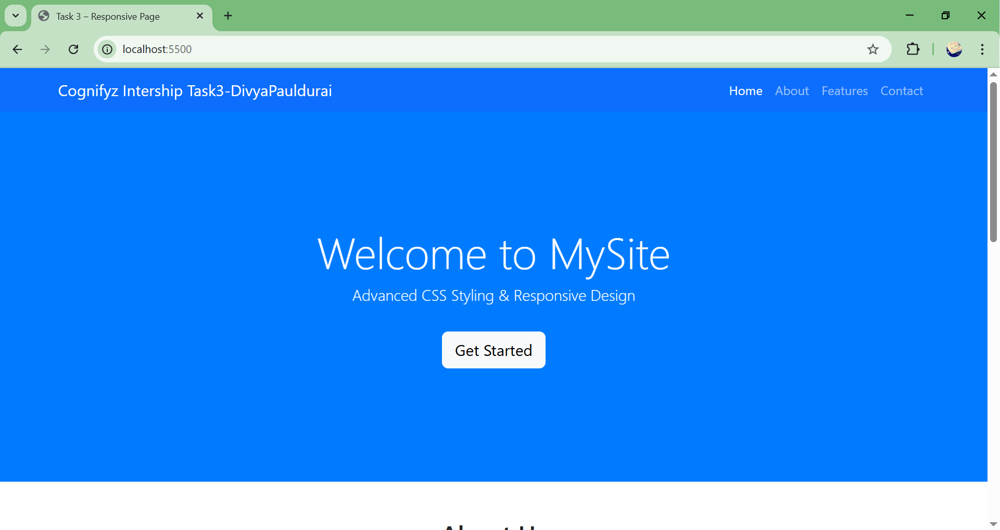 Task 3 – Responsive Page
localhost:5500
Cognifyz Intership Task3-DivyaPauldurai
Home About Features Contact
Welcome to MySite
Advanced CSS Styling & Responsive Design
Get Started